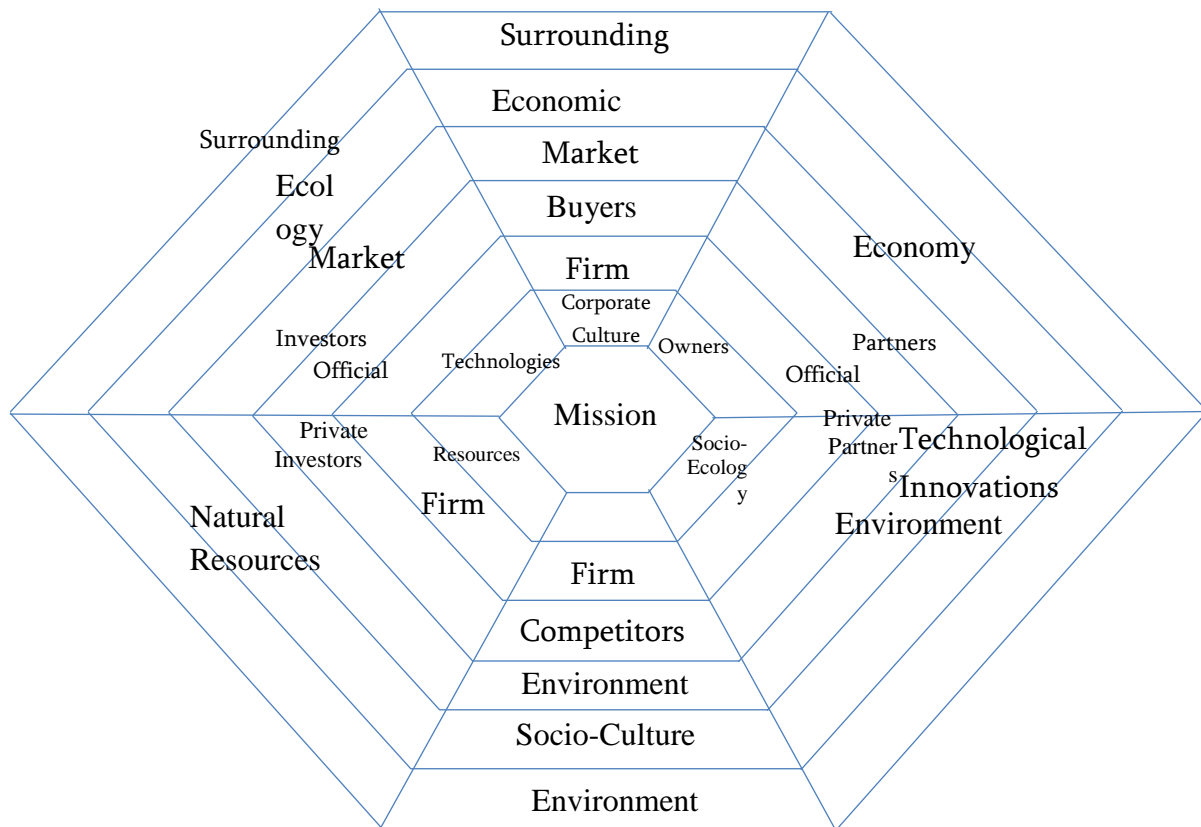 Surrounding
Economic
Surrounding
Market
Ecol
ogy
Buyers
Market
Economy
Firm
Corporate
Culture
Investors
Official
Technologies
Owners
Partners
Official
Mission
Private
Investors
Resources
Socio-
Ecolog
y
Private
Partner
s
Technological
Innovations
Environment
Firm
Natural
Resources
Firm
Competitors
Environment
Socio-Culture
Environment